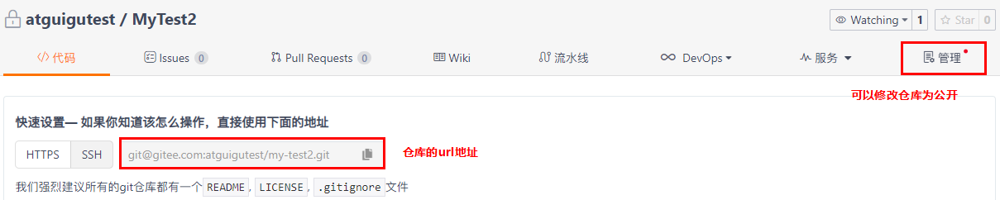 atguigutest / MyTest2
Watching 1 Star 0
</> 代码 Issues 0 Pull Requests 0 Wiki 流水线 DevOps 服务 管理
可以修改仓库为公开
快速设置— 如果你知道该怎么操作，直接使用下面的地址
HTTPS SSH git@gitee.com:atguigutest/my-test2.git 仓库的url地址
我们强烈建议所有的git仓库都有一个 README, LICENSE, .gitignore 文件